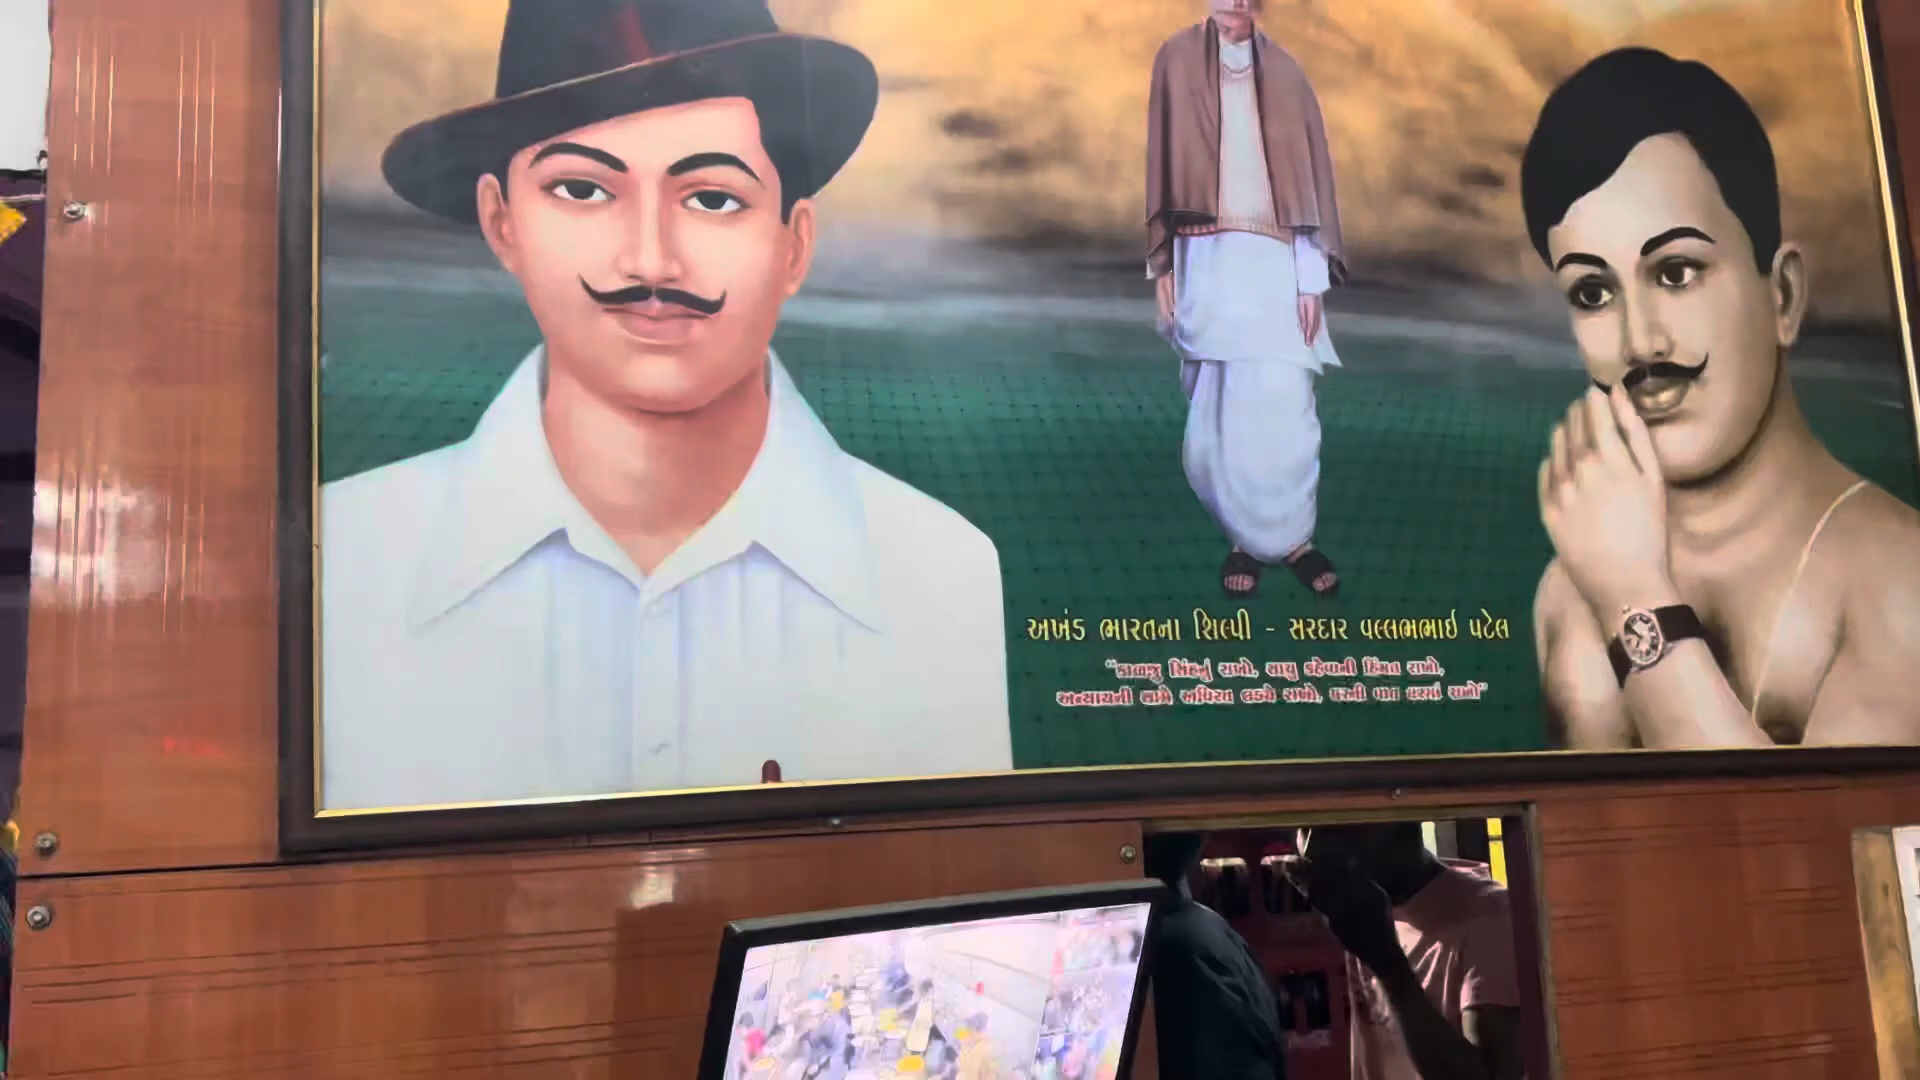 અખંડ ભારતના શિલ્પી - સરદાર વલ્લભભાઈ પટેલ
"કાળજુ સિંહનું રાખો, સાચુ કહેવાની હિંમત રાખો,
અન્યાયની સામે અવિરત લડત રાખો, ઘરની વાત ઘરમાં રાખો"